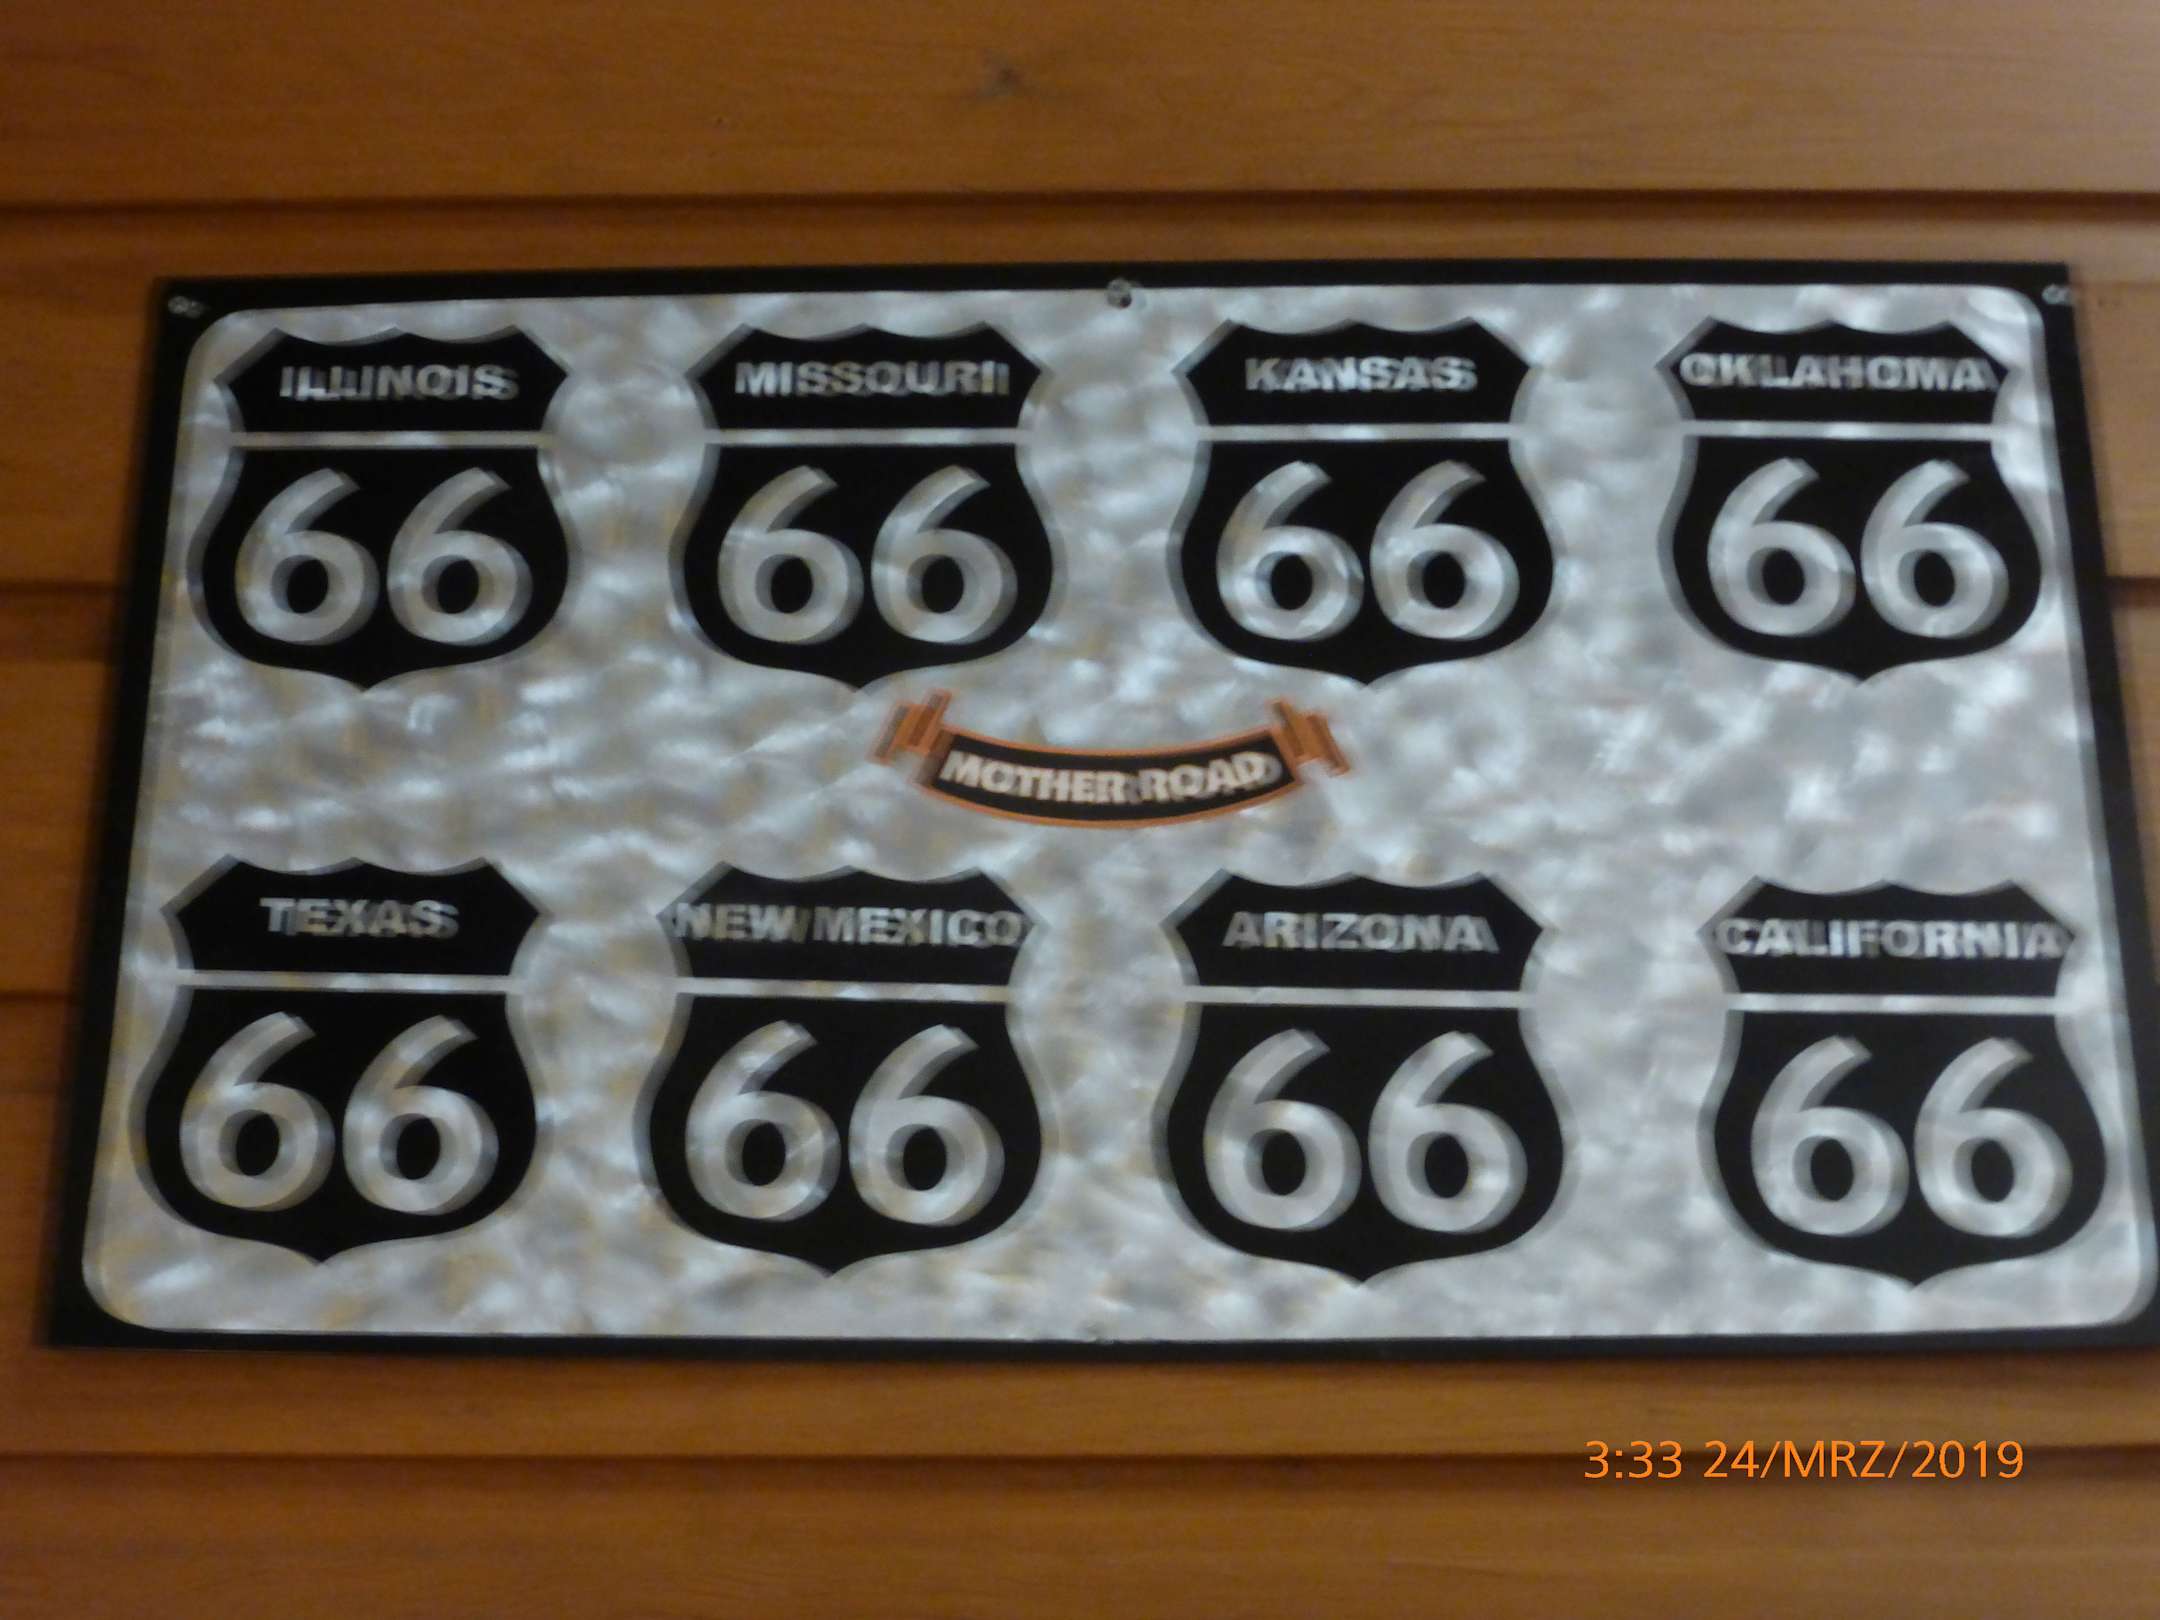 ILLINOIS
66
MISSOURI
66
KANSAS
66
OKLAHOMA
66
MOTHER ROAD
TEXAS
66
NEW MEXICO
66
ARIZONA
66
CALIFORNIA
66
3:33 24/MRZ/2019